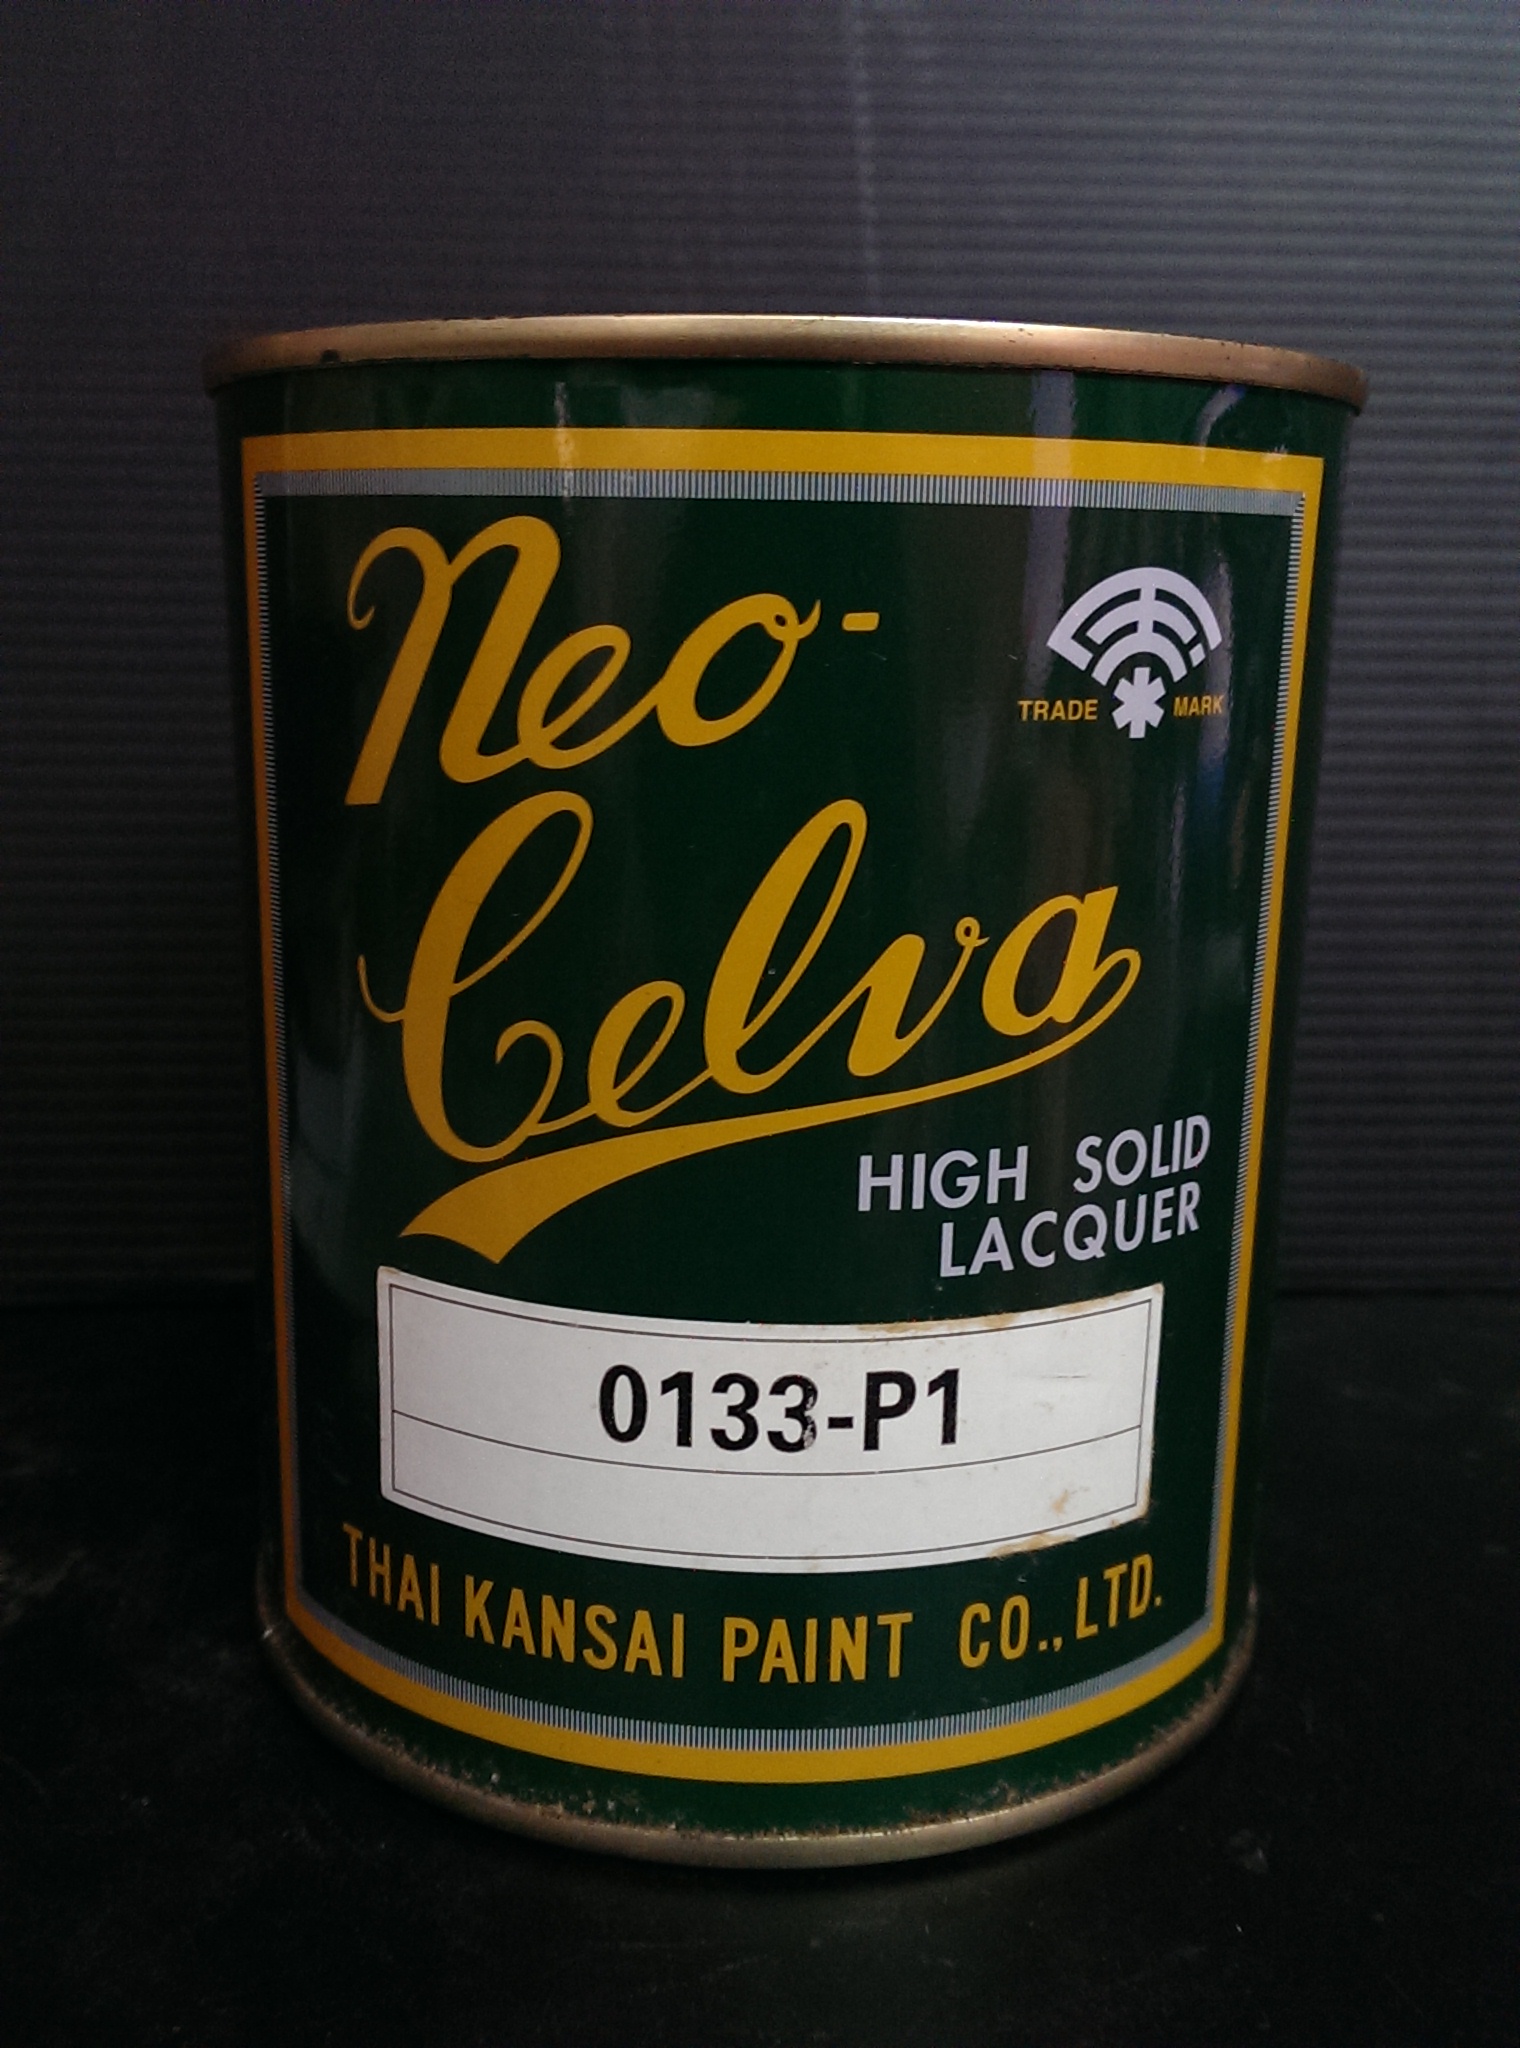 Neo-
Celva
TRADE MARK
HIGH SOLID
LACQUER
0133-P1
THAI KANSAI PAINT CO., LTD.